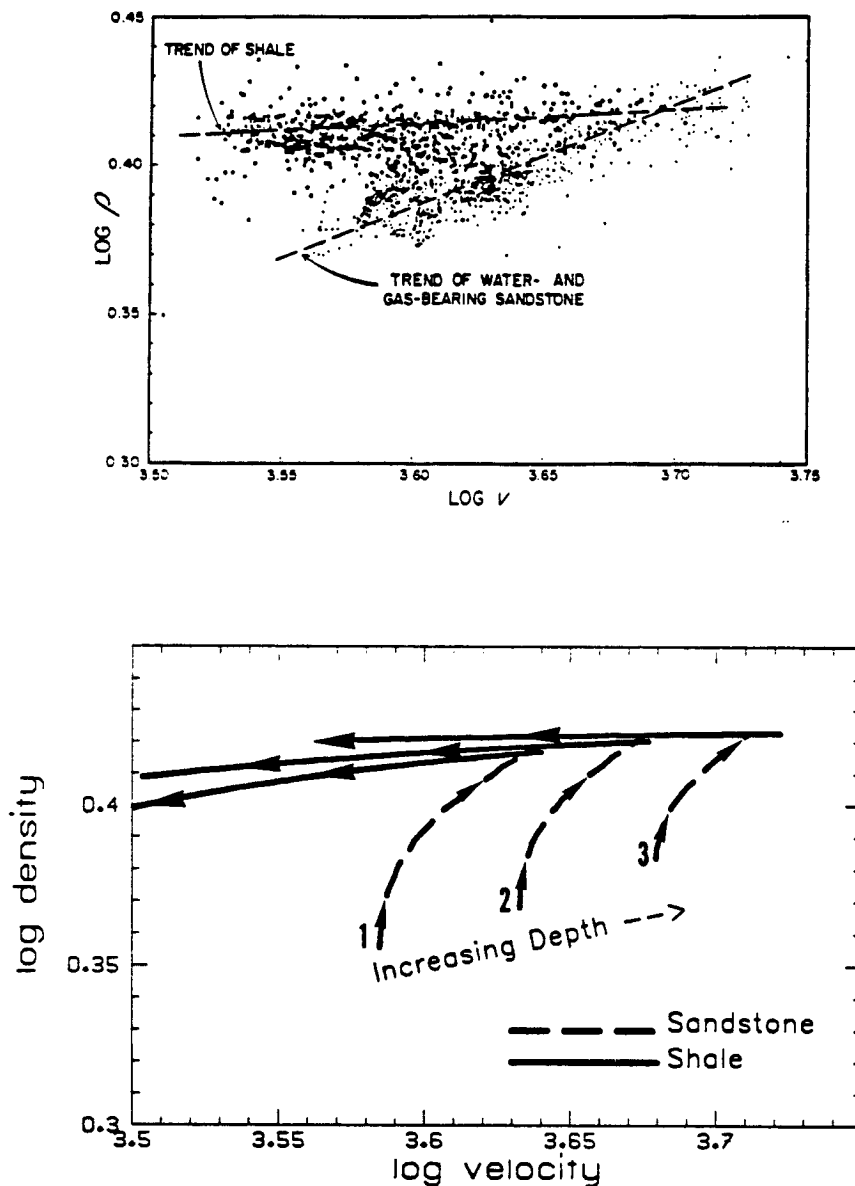 0.45
TREND OF SHALE
0.40
LOG ρ
TREND OF WATER- AND
GAS-BEARING SANDSTONE
0.35
0.30
3.50 3.55 3.60 3.65 3.70 3.75
LOG V
0.4
log density
1 2 3
Increasing Depth
0.35
Sandstone
Shale
0.3
3.5 3.55 3.6 3.65 3.7
log velocity